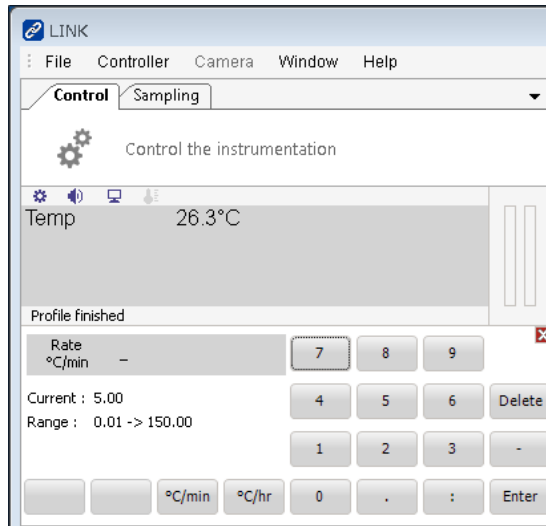 LINK
File Controller Camera Window Help
Control Sampling
Control the instrumentation
Temp 26.3°C
Profile finished
Rate
°C/min –
7 8 9
Current : 5.00
4 5 6 Delete
Range : 0.01 -> 150.00
1 2 3 -
°C/min °C/hr 0 . : Enter